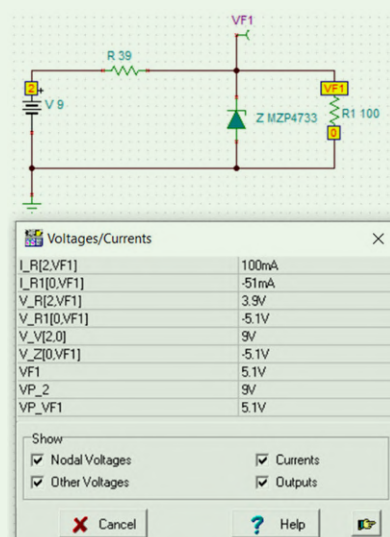 VF1
R 39
2
+
V 9
Z MZP4733
VF1
R1 100
0
Voltages/Currents
I_R[2,VF1] 100mA
I_R1[0,VF1] -51mA
V_R[2,VF1] 3.9V
V_R1[0,VF1] -5.1V
V_V[2,0] 9V
V_Z[0,VF1] -5.1V
VF1 5.1V
VP_2 9V
VP_VF1 5.1V
Show
Nodal Voltages Currents
Other Voltages Outputs
Cancel ? Help